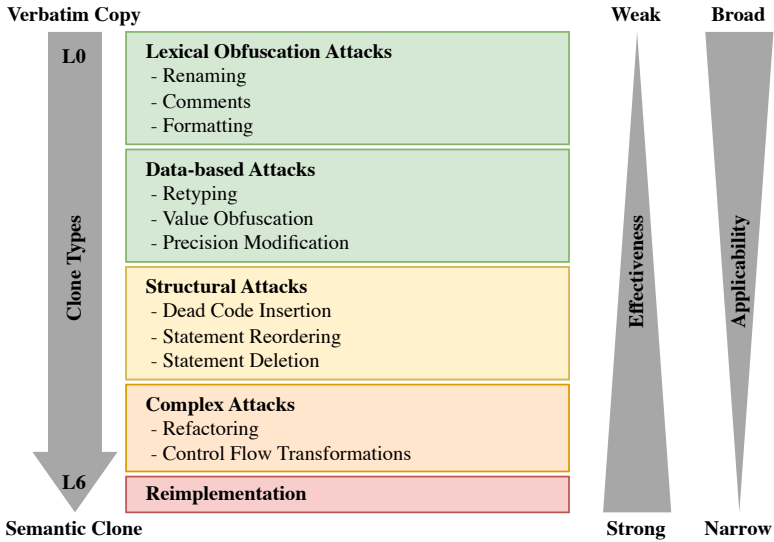 Verbatim Copy
Weak
Broad
L0
Lexical Obfuscation Attacks
- Renaming
- Comments
- Formatting
Data-based Attacks
- Retyping
- Value Obfuscation
- Precision Modification
Clone Types
Structural Attacks
- Dead Code Insertion
- Statement Reordering
- Statement Deletion
Effectiveness
Applicability
Complex Attacks
- Refactoring
- Control Flow Transformations
L6
Reimplementation
Semantic Clone
Strong
Narrow